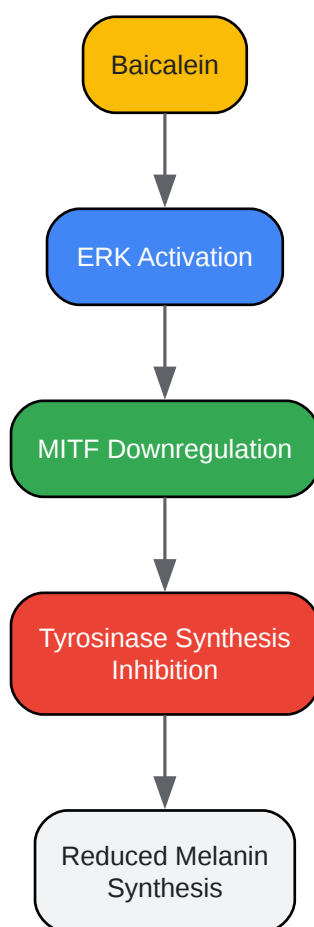 Baicalein
ERK Activation
MITF Downregulation
Tyrosinase Synthesis
Inhibition
Reduced Melanin
Synthesis